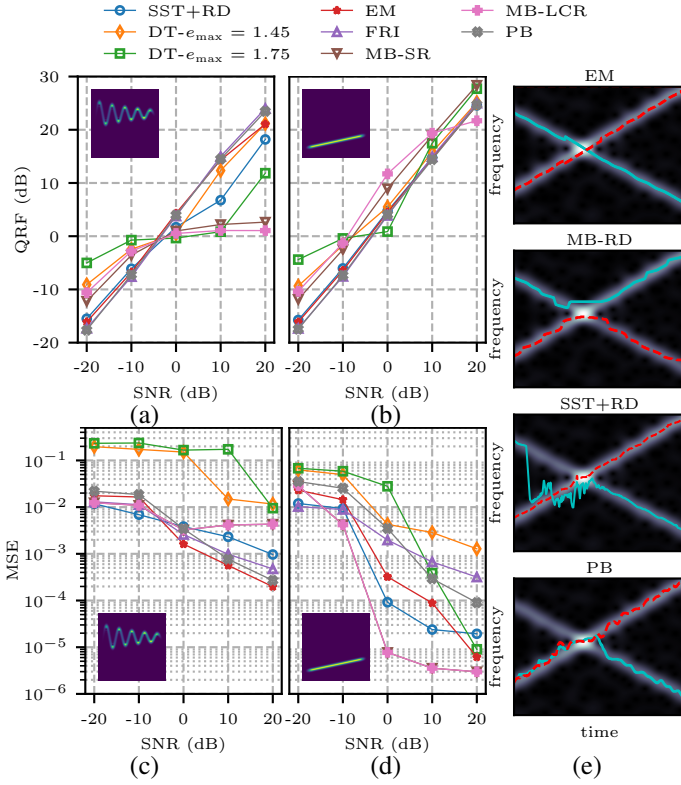 SST+RD
DT-e_max = 1.45
DT-e_max = 1.75
EM
FRI
MB-SR
MB-LCR
PB
30
20
10
0
-10
-20
QRF (dB)
-20 -10 0 10 20
SNR (dB)
(a)
-20 -10 0 10 20
SNR (dB)
(b)
10⁻¹
10⁻²
10⁻³
10⁻⁴
10⁻⁵
10⁻⁶
MSE
-20 -10 0 10 20
SNR (dB)
(c)
-20 -10 0 10 20
SNR (dB)
(d)
EM
frequency
MB-RD
frequency
SST+RD
frequency
PB
frequency
time
(e)